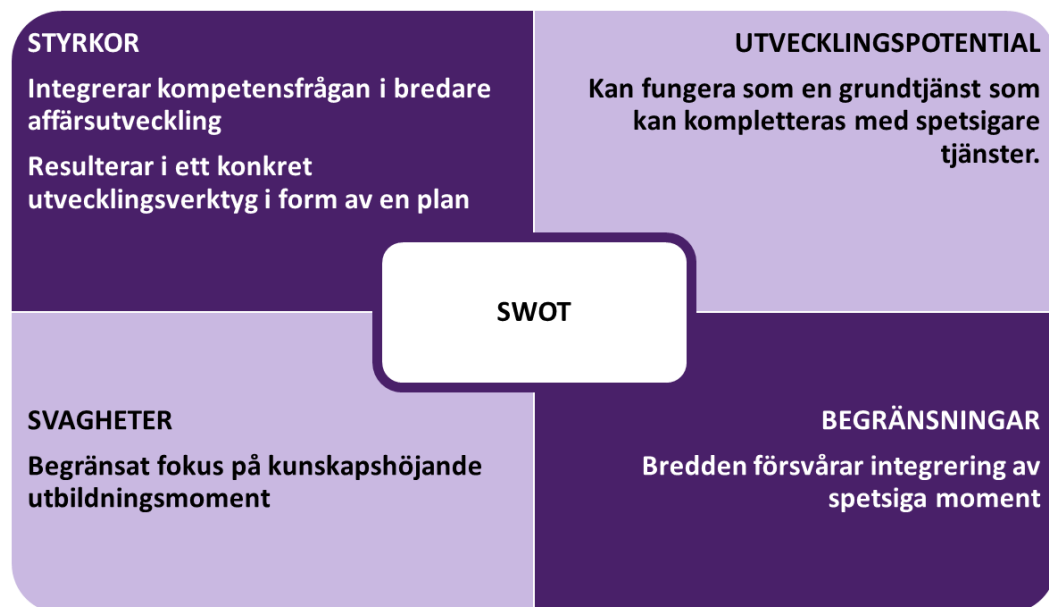 STYRKOR
Integrerar kompetensfrågan i bredare
affärsutveckling
Resulterar i ett konkret
utvecklingsverktyg i form av en plan
UTVECKLINGSPOTENTIAL
Kan fungera som en grundtjänst som
kan kompletteras med spetsigare
tjänster.
SWOT
SVAGHETER
Begränsat fokus på kunskapshöjande
utbildningsmoment
BEGRÄNSNINGAR
Bredden försvårar integrering av
spetsiga moment